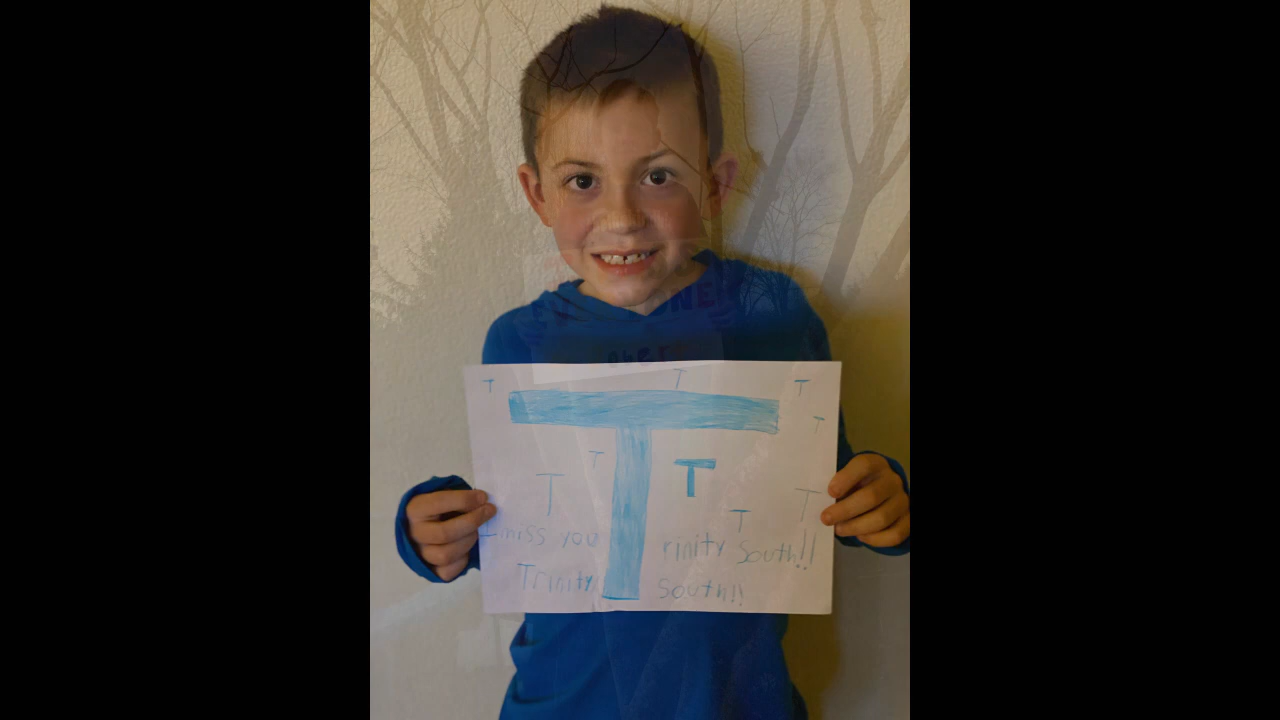 T T T
T
T
T T
T T T
I miss you Trinity South!!
Trinity South!!